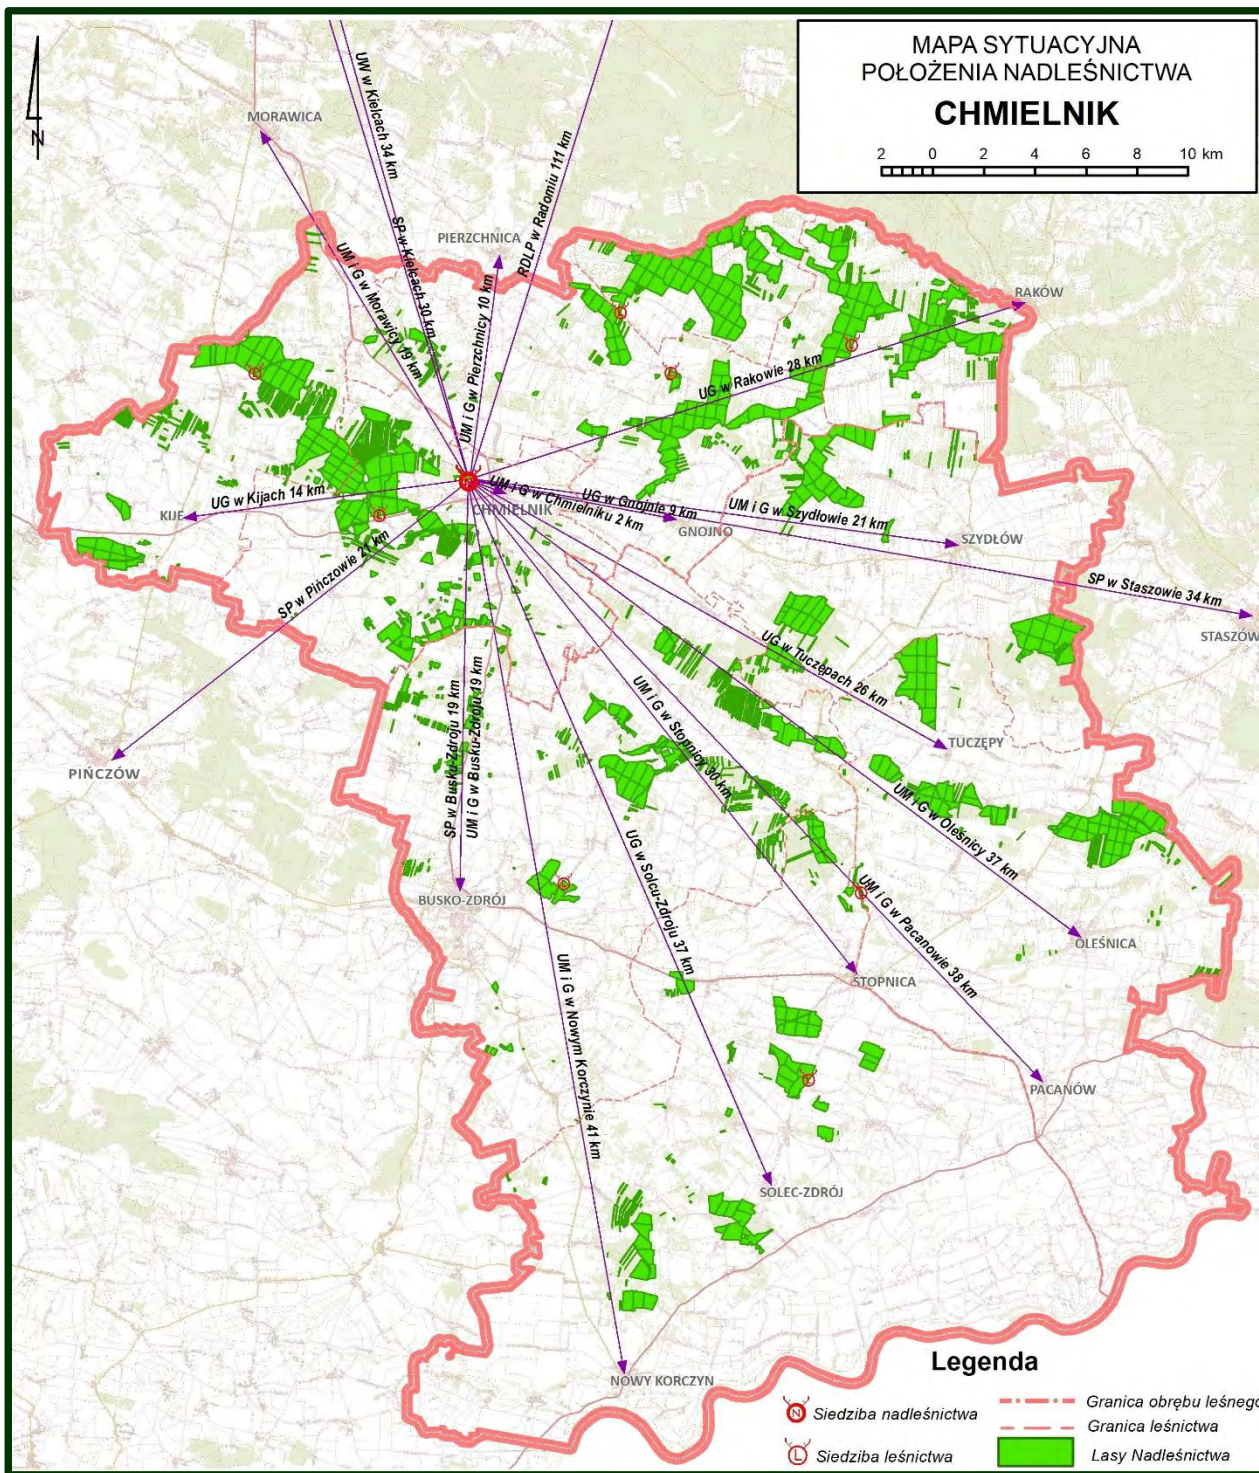 MAPA SYTUACYJNA
POŁOŻENIA NADLEŚNICTWA
CHMIELNIK
2 0 2 4 6 8 10 km
N
MORAWICA
UW w Kielcach 34 km
SP w Kielcach 30 km
RDLP w Radomiu 111 km
PIERZCHNICA
UM i G w Morawicy 19 km
UM i G w Pierzchnicy 10 km
RAKÓW
UG w Rakowie 28 km
L
L
L
L
N
UG w Kijach 14 km
KIJE
L
CHMIELNIK
UM i G w Chmielniku 2 km
UG w Gnojnie 9 km
GNOJNO
UM i G w Szydłowie 21 km
SZYDŁÓW
SP w Staszowie 34 km
STASZÓW
SP w Pińczowie 21 km
PIŃCZÓW
UG w Tuczępach 26 km
TUCZĘPY
SP w Busku-Zdroju 19 km
UM i G w Busku-Zdroju 19 km
UM i G w Stopnicy 30 km
UM i G w Oleśnicy 37 km
UG w Solcu-Zdroju 37 km
UM i G w Pacanowie 38 km
BUSKO-ZDRÓJ
L
L
OLEŚNICA
STOPNICA
UM i G w Nowym Korczynie 41 km
L
PACANÓW
SOLEC-ZDRÓJ
NOWY KORCZYN
Legenda
N Siedziba nadleśnictwa
L Siedziba leśnictwa
Granica obrębu leśnego
Granica leśnictwa
Lasy Nadleśnictwa